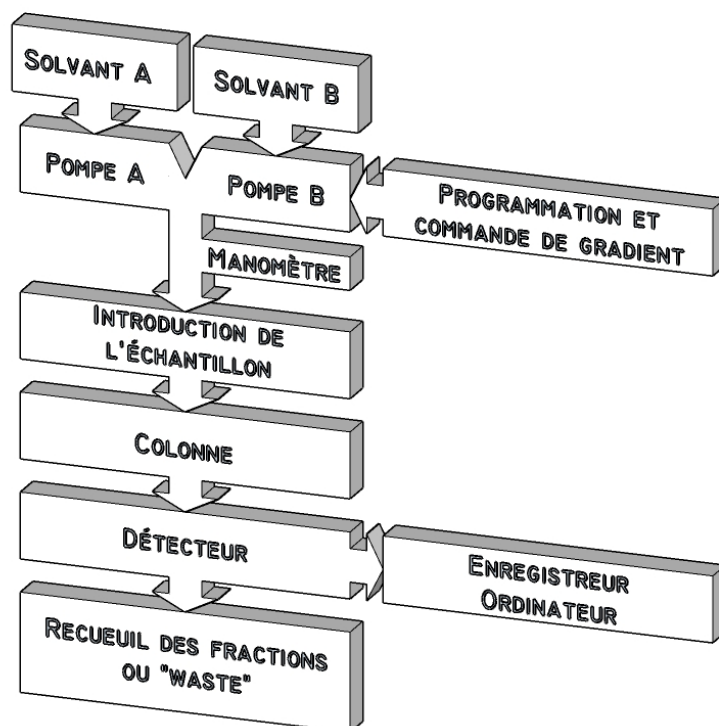 SOLVANT A
SOLVANT B
POMPE A
POMPE B
PROGRAMMATION ET
COMMANDE DE GRADIENT
MANOMÈTRE
INTRODUCTION DE
L'ÉCHANTILLON
COLONNE
DÉTECTEUR
ENREGISTREUR
ORDINATEUR
RECUEUIL DES FRACTIONS
OU "WASTE"